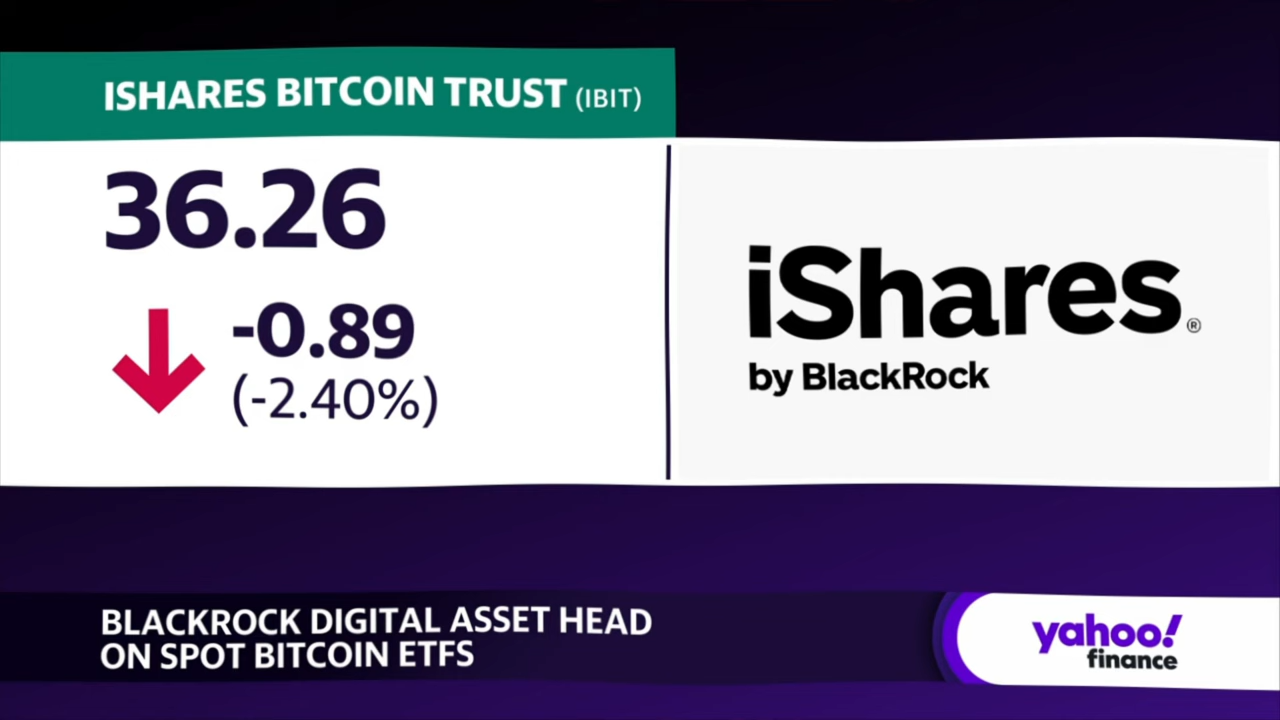 ISHARES BITCOIN TRUST (IBIT)
36.26
-0.89
(-2.40%)
iShares®
by BlackRock
BLACKROCK DIGITAL ASSET HEAD
ON SPOT BITCOIN ETFS
yahoo!
finance